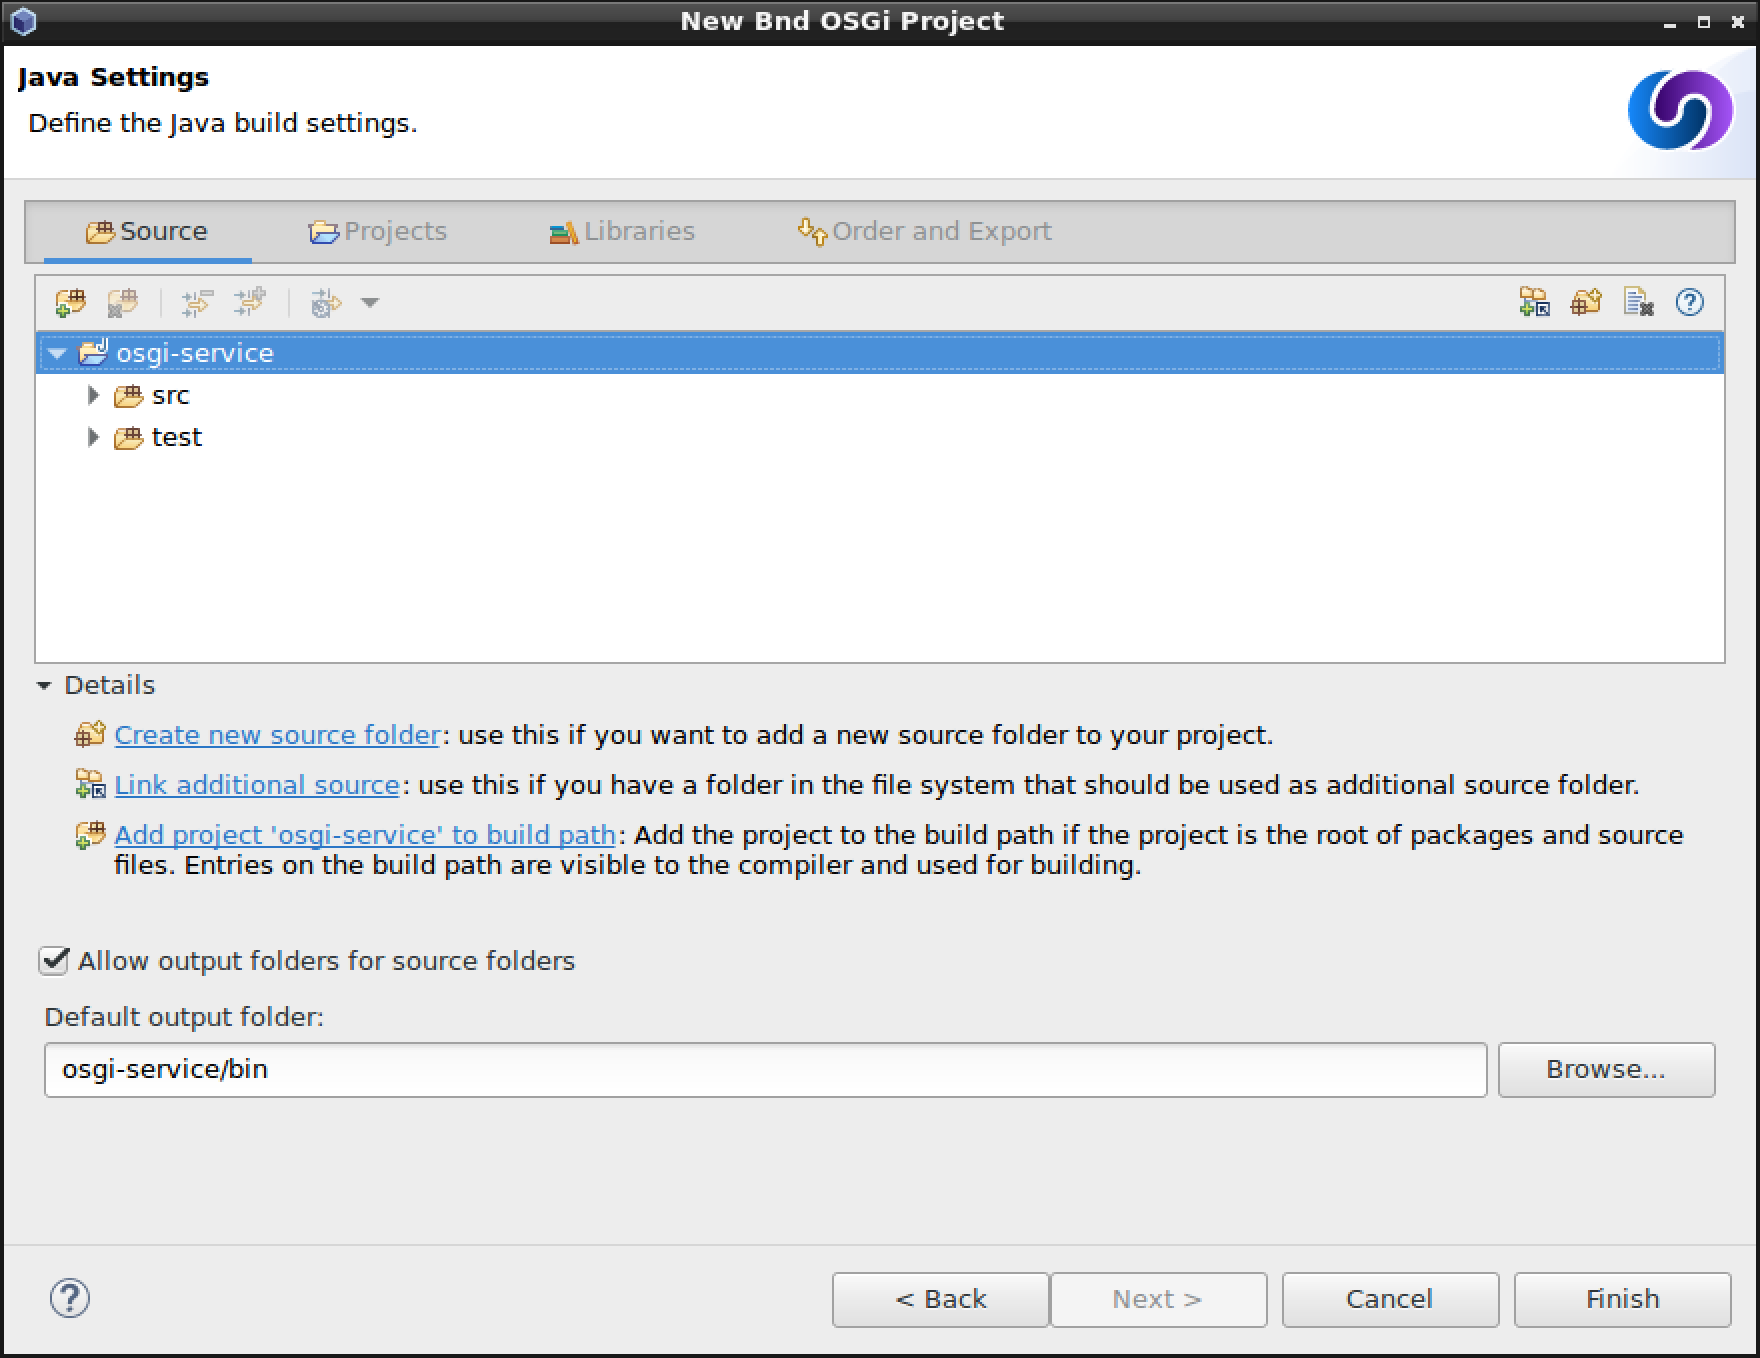 New Bnd OSGi Project
Java Settings
Define the Java build settings.
Source
Projects
Libraries
Order and Export
osgi-service
src
test
Details
Create new source folder: use this if you want to add a new source folder to your project.
Link additional source: use this if you have a folder in the file system that should be used as additional source folder.
Add project 'osgi-service' to build path: Add the project to the build path if the project is the root of packages and source
files. Entries on the build path are visible to the compiler and used for building.
Allow output folders for source folders
Default output folder:
osgi-service/bin
Browse...
< Back
Next >
Cancel
Finish